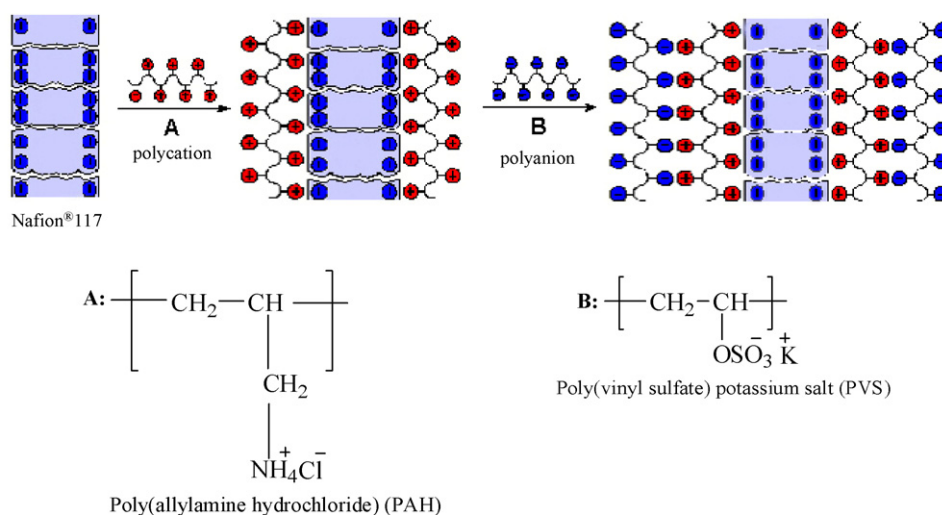 A
polycation
B
polyanion
Nafion®117
A: CH₂ CH
CH₂
NH₄⁺Cl⁻
Poly(allylamine hydrochloride) (PAH)
B: CH₂ CH
OSO₃⁻ K⁺
Poly(vinyl sulfate) potassium salt (PVS)